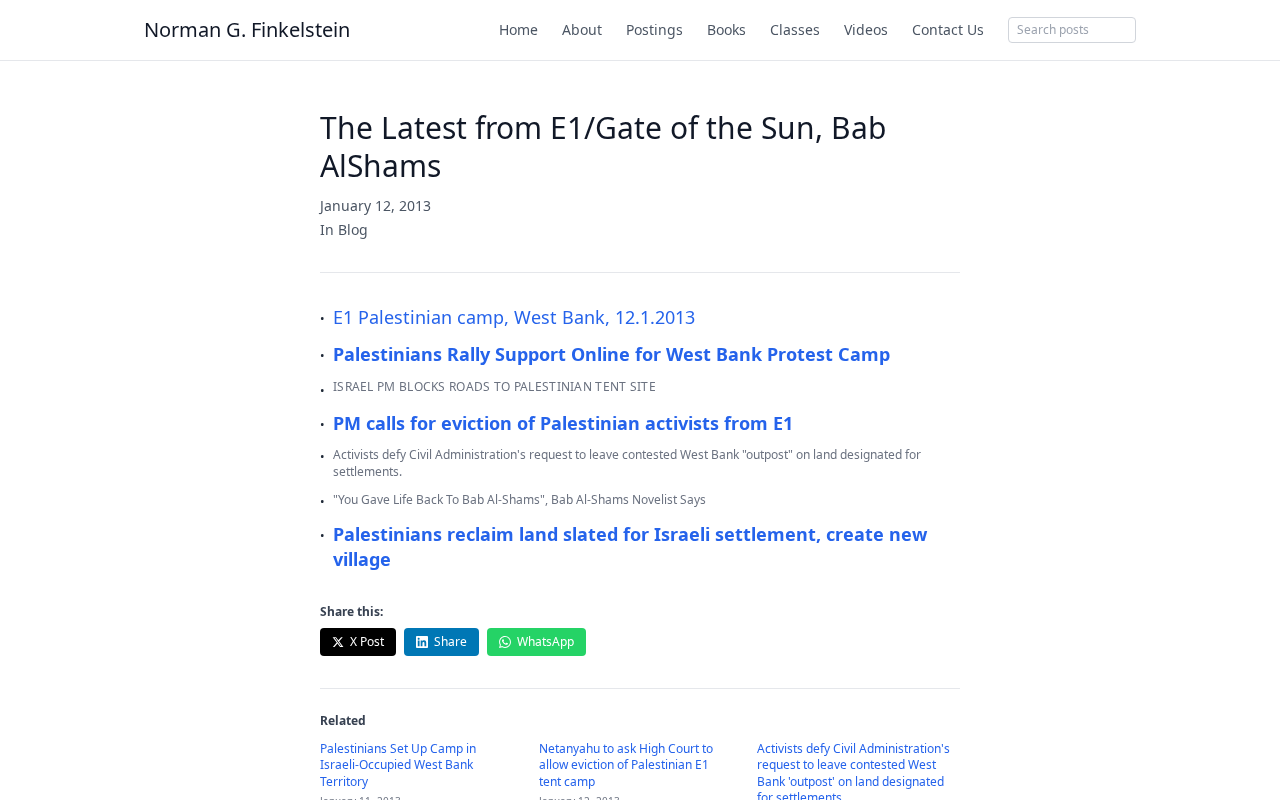 Norman G. Finkelstein
Home
About
Postings
Books
Classes
Videos
Contact Us
Search posts
The Latest from E1/Gate of the Sun, Bab
AlShams
January 12, 2013
In Blog
• E1 Palestinian camp, West Bank, 12.1.2013
• Palestinians Rally Support Online for West Bank Protest Camp
• ISRAEL PM BLOCKS ROADS TO PALESTINIAN TENT SITE
• PM calls for eviction of Palestinian activists from E1
• Activists defy Civil Administration's request to leave contested West Bank "outpost" on land designated for
settlements.
• "You Gave Life Back To Bab Al-Shams", Bab Al-Shams Novelist Says
• Palestinians reclaim land slated for Israeli settlement, create new
village
Share this:
X Post
Share
WhatsApp
Related
Palestinians Set Up Camp in
Israeli-Occupied West Bank
Territory
January 11, 2013
Netanyahu to ask High Court to
allow eviction of Palestinian E1
tent camp
January 12, 2013
Activists defy Civil Administration's
request to leave contested West
Bank 'outpost' on land designated
for settlements